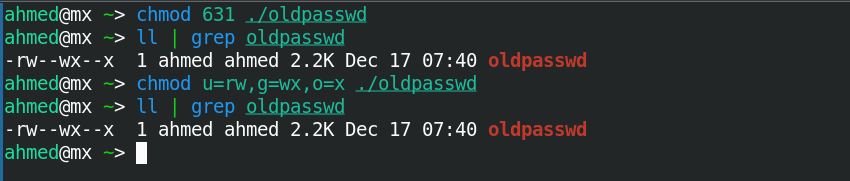 ahmed@mx ~> chmod 631 ./oldpasswd
ahmed@mx ~> ll | grep oldpasswd
-rw--wx--x  1 ahmed ahmed 2.2K Dec 17 07:40 oldpasswd
ahmed@mx ~> chmod u=rw,g=wx,o=x ./oldpasswd
ahmed@mx ~> ll | grep oldpasswd
-rw--wx--x  1 ahmed ahmed 2.2K Dec 17 07:40 oldpasswd
ahmed@mx ~>